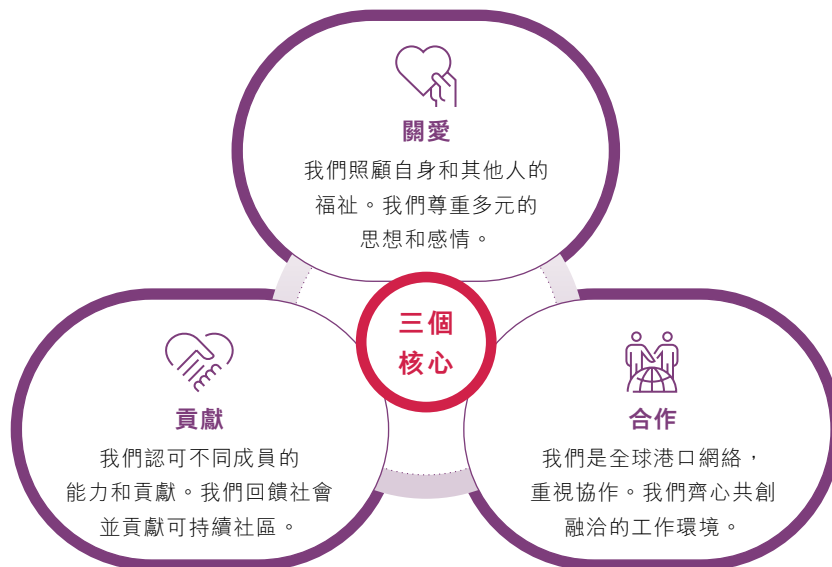 關愛
我們照顧自身和其他人的
福祉。我們尊重多元的
思想和感情。
三個
核心
貢獻
我們認可不同成員的
能力和貢獻。我們回饋社會
並貢獻可持續社區。
合作
我們是全球港口網絡，
重視協作。我們齊心共創
融洽的工作環境。